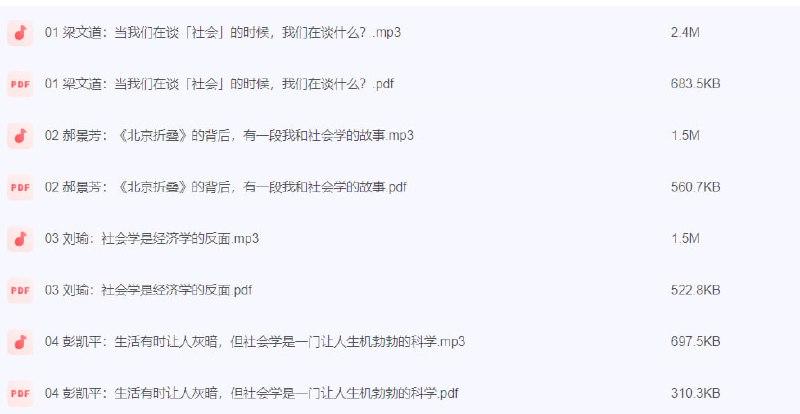 01 梁文道：当我们在谈「社会」的时候，我们在谈什么？.mp3 2.4M
PDF 01 梁文道：当我们在谈「社会」的时候，我们在谈什么？.pdf 683.5KB
02 郝景芳：《北京折叠》的背后，有一段我和社会学的故事.mp3 1.5M
PDF 02 郝景芳：《北京折叠》的背后，有一段我和社会学的故事.pdf 560.7KB
03 刘瑜：社会学是经济学的反面.mp3 1.5M
PDF 03 刘瑜：社会学是经济学的反面.pdf 522.8KB
04 彭凯平：生活有时让人灰暗，但社会学是一门让人生机勃勃的科学.mp3 697.5KB
PDF 04 彭凯平：生活有时让人灰暗，但社会学是一门让人生机勃勃的科学.pdf 310.3KB